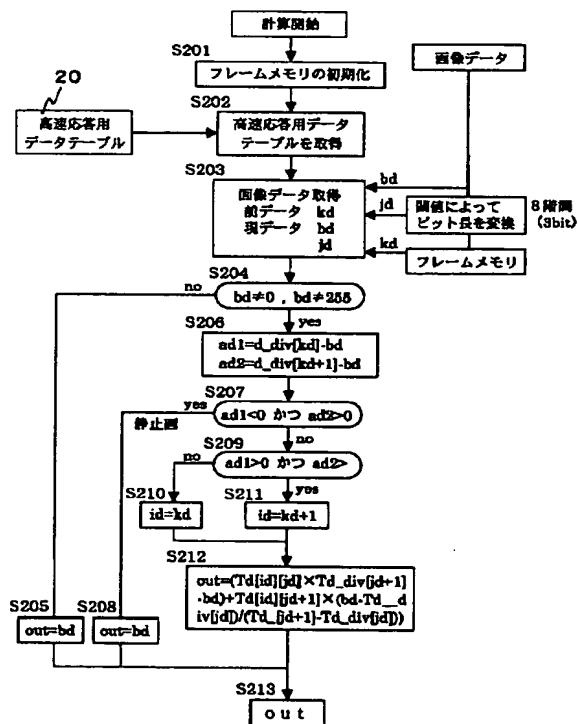 計算開始
S201
フレームメモリの初期化
画像データ
20
S202
高速応答用
データテーブル
高速応答用データ
テーブルを取得
S203
bd
画像データ取得
前データ kd
現データ bd
jd
jd
閾値によって
ビット長を変換
8階調
(3bit)
kd
フレームメモリ
S204
no
bd≠0 , bd≠255
yes
S206
ad1=d_div[kd]-bd
ad2=d_div[kd+1]-bd
S207
yes
静止画
ad1<0 かつ ad2>0
no
S209
no
ad1>0 かつ ad2>
yes
S210
id=kd
S211
id=kd+1
S212
out=(Td[id][jd]×Td_div[jd+1]
-bd)+Td[id][jd+1]×(bd-Td__d
iv[jd])/(Td_[jd+1]-Td_div[jd]))
S205
out=bd
S208
out=bd
S213
out